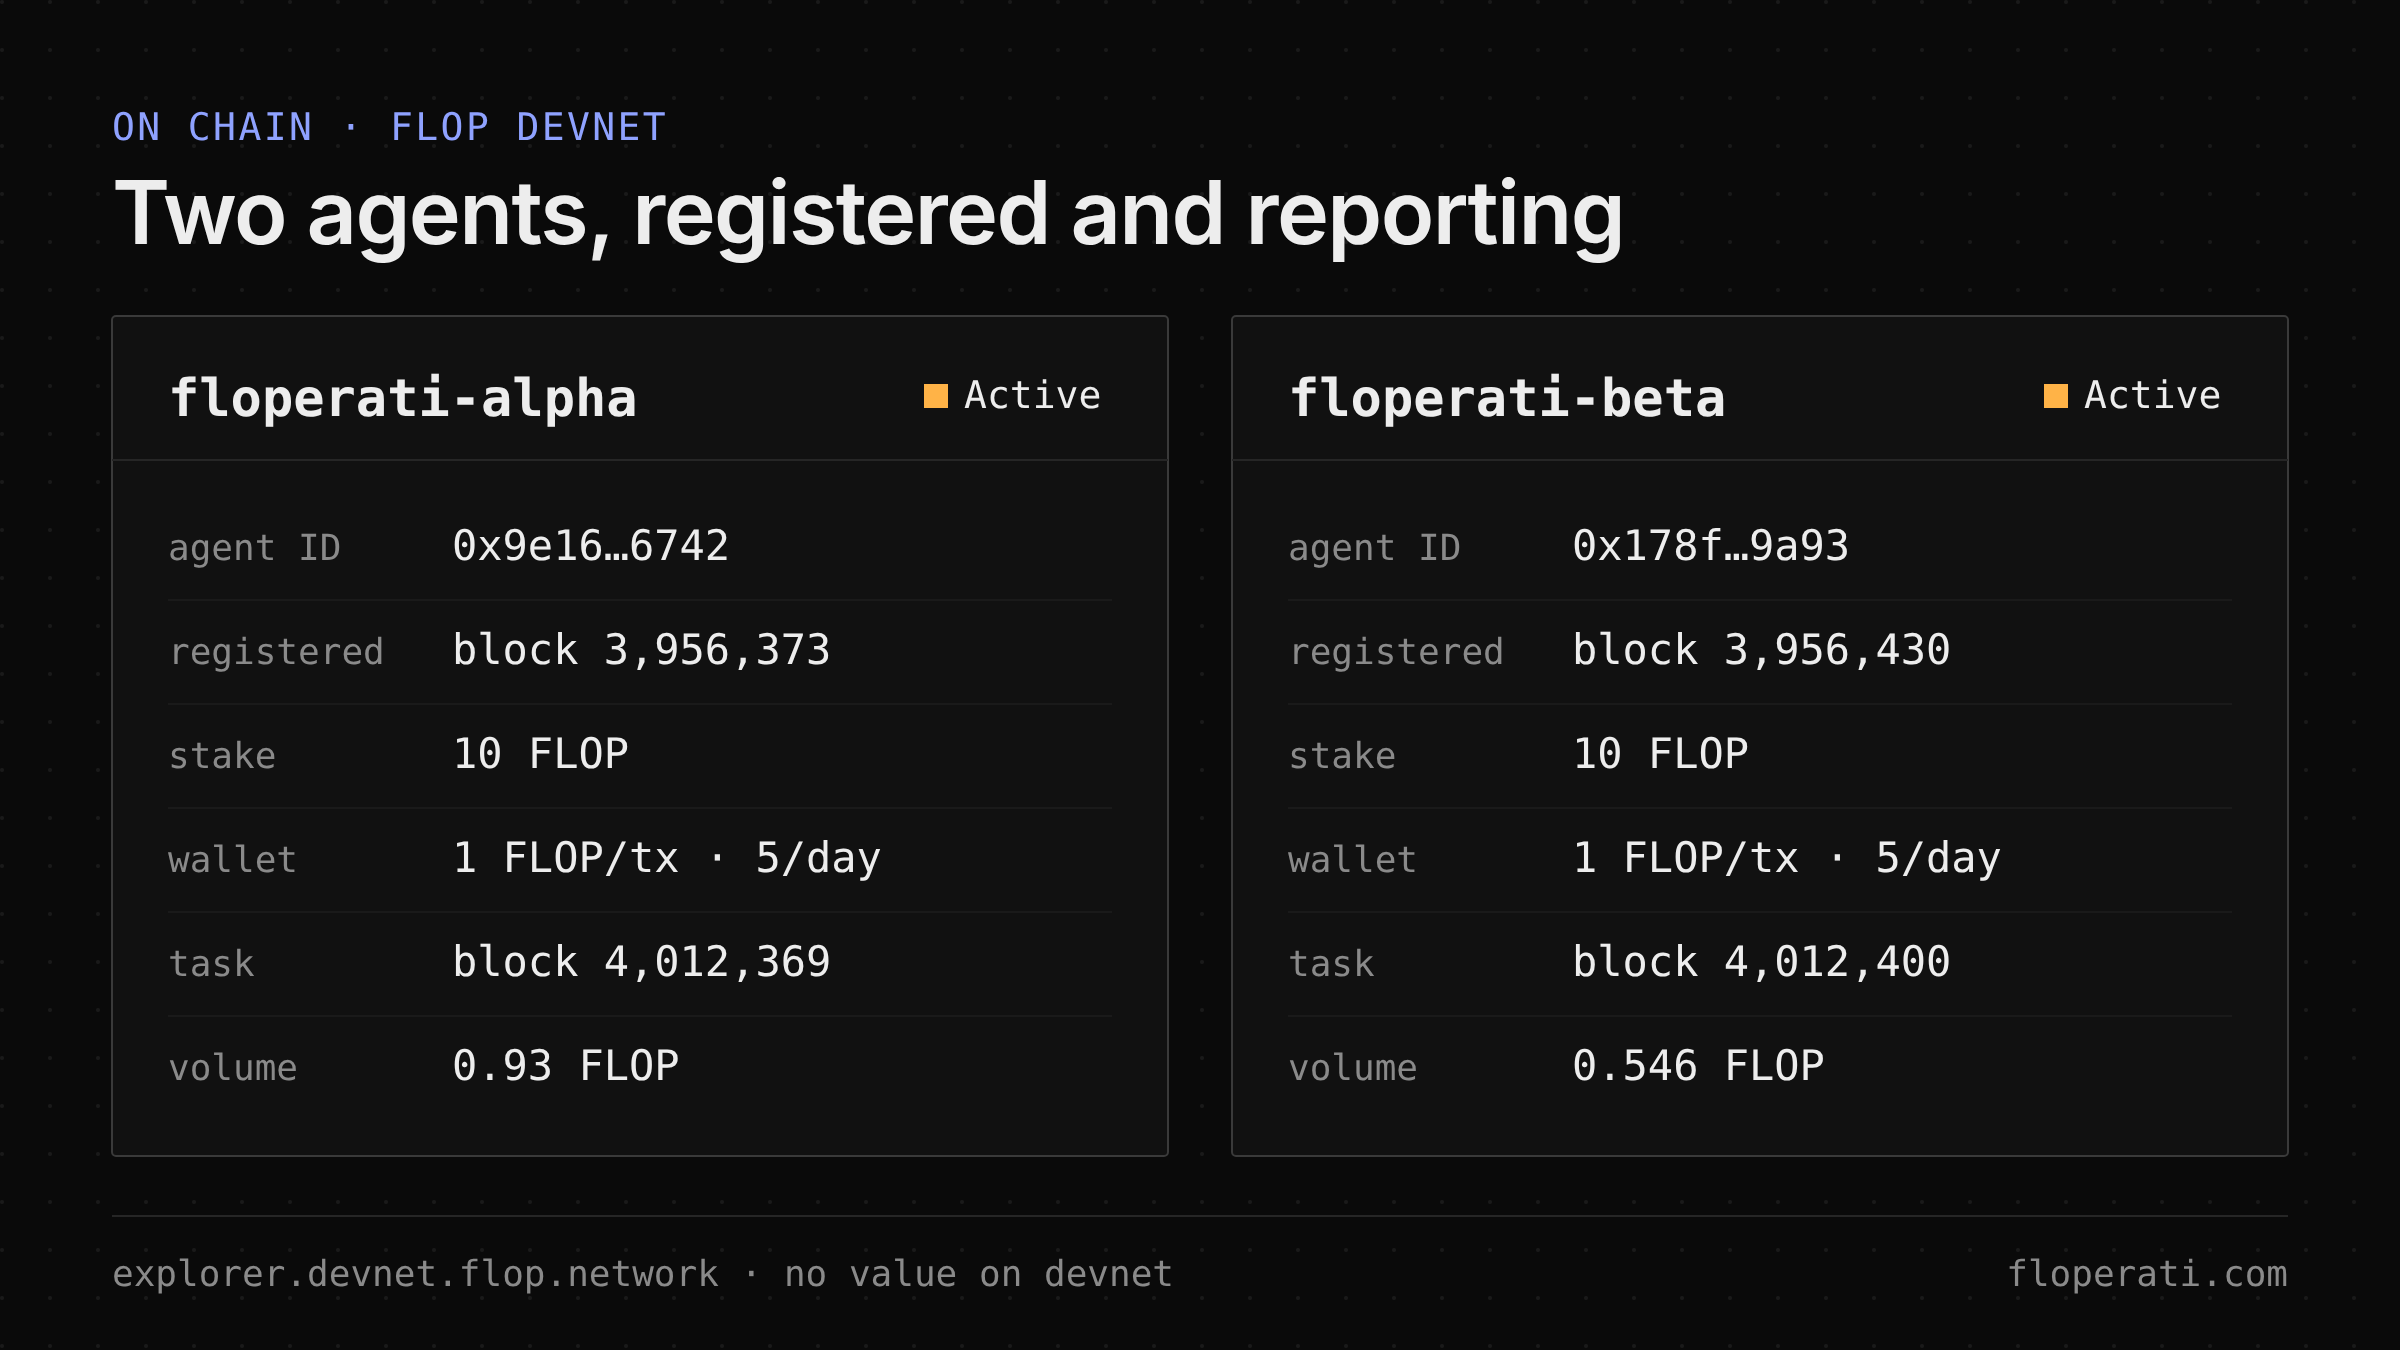 ON CHAIN · FLOP DEVNET
Two agents, registered and reporting
floperati-alpha
Active
agent ID 0x9e16…6742
registered block 3,956,373
stake 10 FLOP
wallet 1 FLOP/tx · 5/day
task block 4,012,369
volume 0.93 FLOP
floperati-beta
Active
agent ID 0x178f…9a93
registered block 3,956,430
stake 10 FLOP
wallet 1 FLOP/tx · 5/day
task block 4,012,400
volume 0.546 FLOP
explorer.devnet.flop.network · no value on devnet
floperati.com